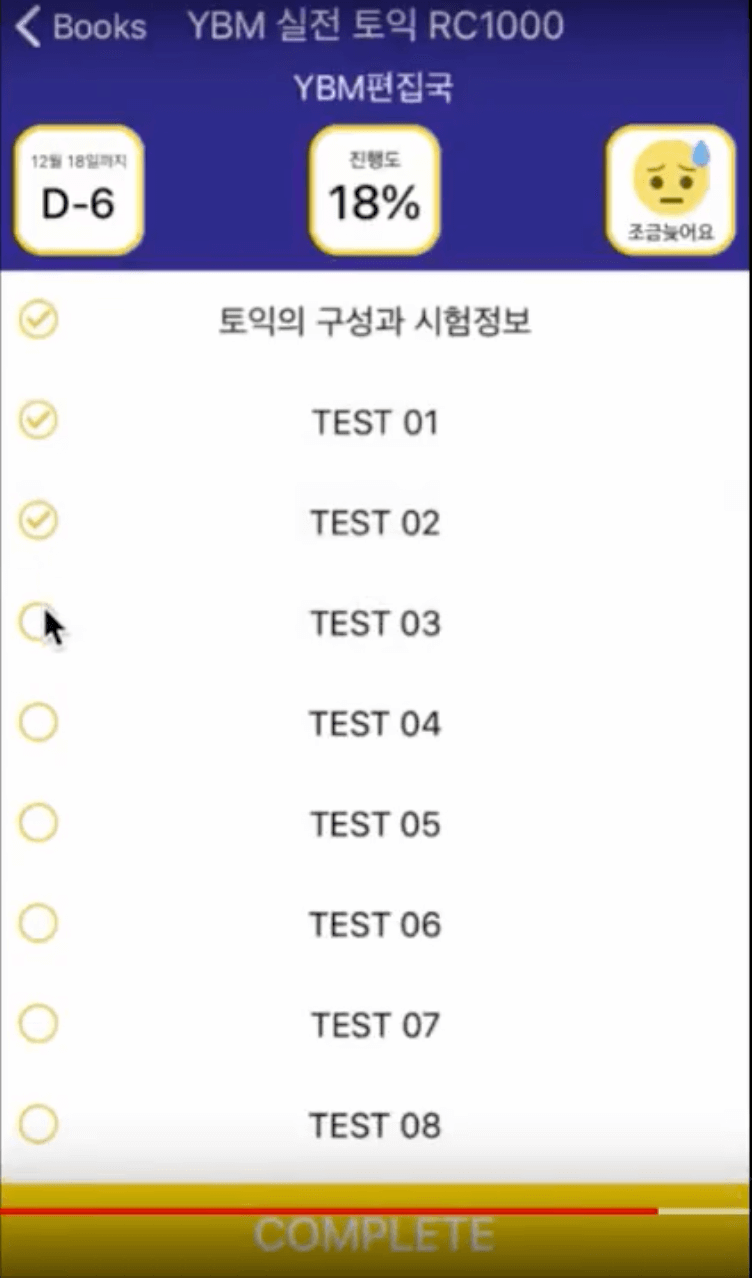 Books YBM 실전 토익 RC1000
YBM편집국
12월 18일까지
D-6
진행도
18%
조금늦어요
토익의 구성과 시험정보
TEST 01
TEST 02
TEST 03
TEST 04
TEST 05
TEST 06
TEST 07
TEST 08
COMPLETE